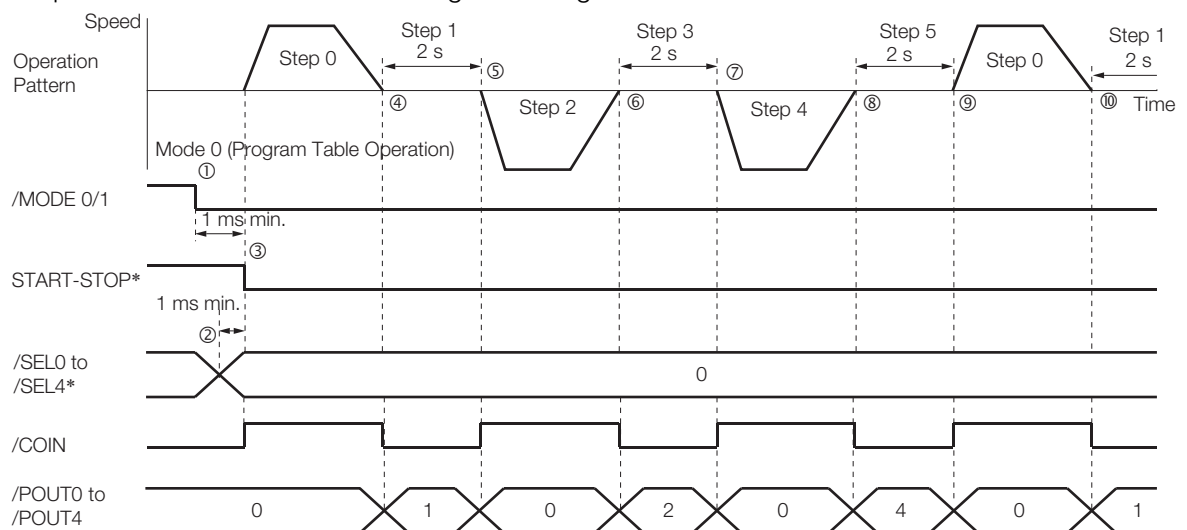 Speed
Operation
Pattern
Step 0
Step 1
2 s
Step 2
Step 3
2 s
Step 4
Step 5
2 s
Step 0
Step 1
2 s
④ ⑤ ⑥ ⑦ ⑧ ⑨ ⑩ Time
Mode 0 (Program Table Operation)
①
/MODE 0/1
1 ms min.
③
START-STOP*
1 ms min.
②
/SEL0 to
/SEL4*
0
/COIN
/POUT0 to
/POUT4
0 1 0 2 0 4 0 1